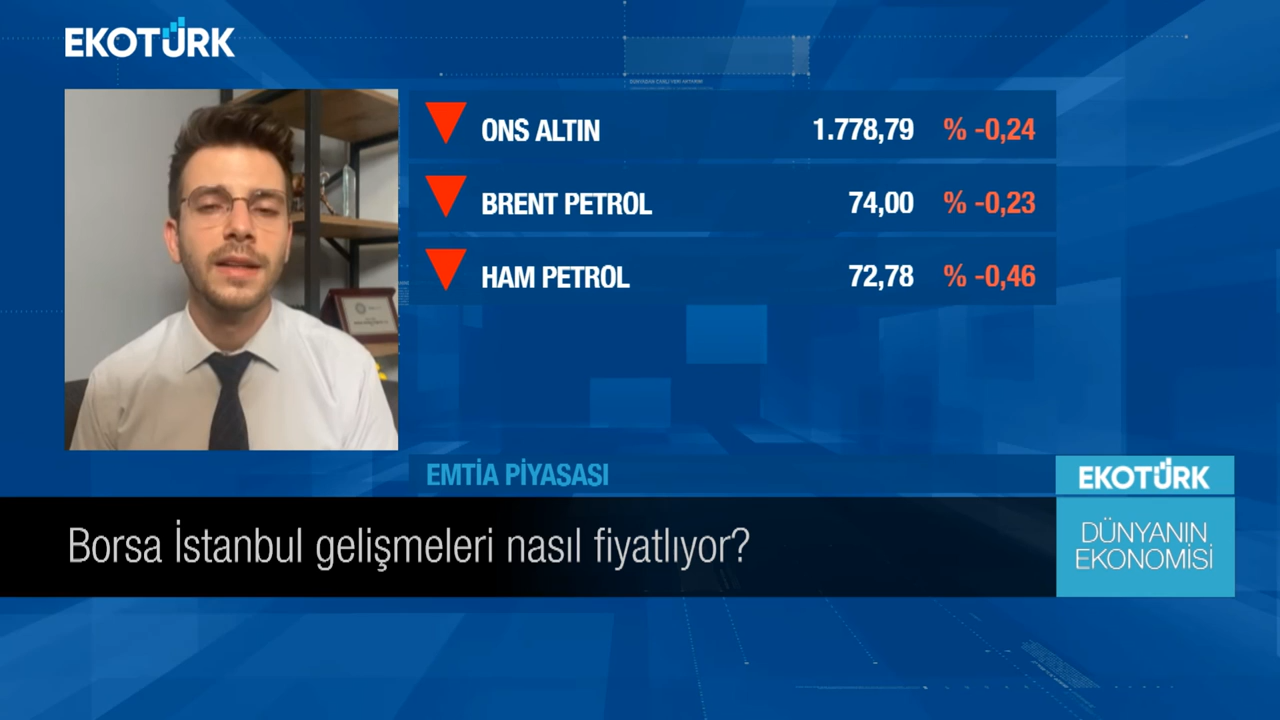 EKOTÜRK
ONS ALTIN 1.778,79 % -0,24
BRENT PETROL 74,00 % -0,23
HAM PETROL 72,78 % -0,46
EMTİA PİYASASI
EKOTÜRK
Borsa İstanbul gelişmeleri nasıl fiyatlıyor?
DÜNYANIN
EKONOMİSİ